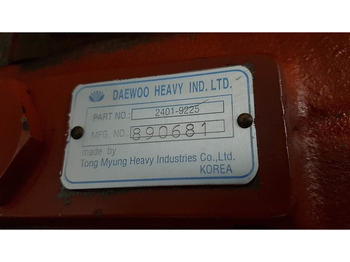 DAEWOO HEAVY IND. LTD.
PART NO.: 2401-9225
MFG. NO. 890681
made by
Tong Myung Heavy Industries Co.,Ltd.
KOREA